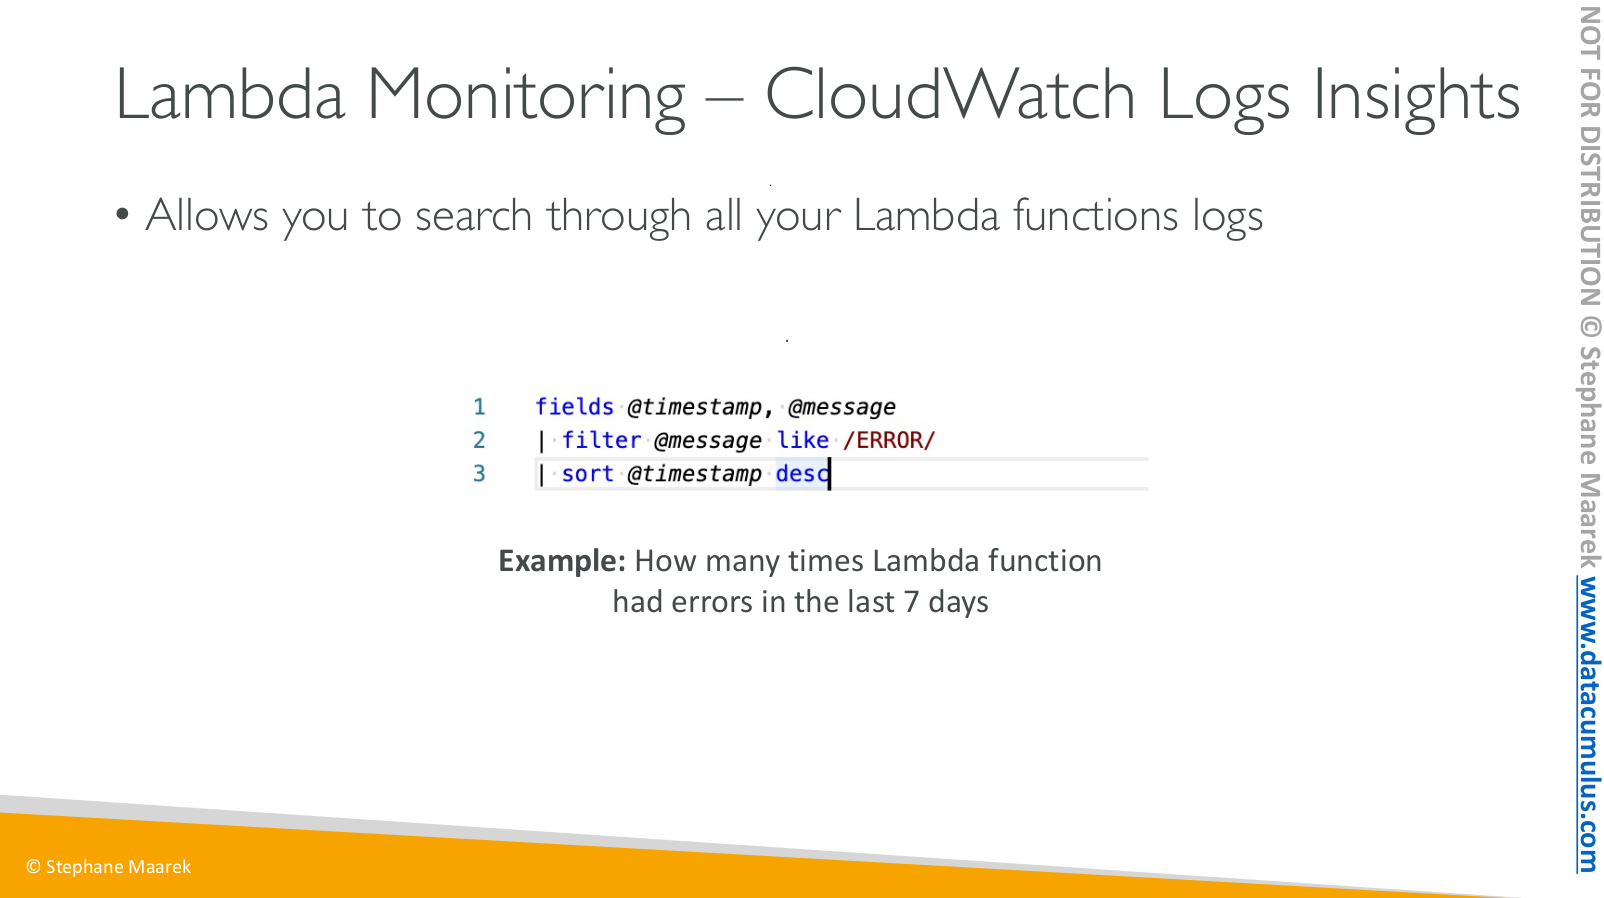 Lambda Monitoring – CloudWatch Logs Insights
• Allows you to search through all your Lambda functions logs
1 fields @timestamp, @message
2 | filter @message like /ERROR/
3 | sort @timestamp desc
Example: How many times Lambda function
had errors in the last 7 days
© Stephane Maarek
NOT FOR DISTRIBUTION © Stephane Maarek www.datacumulus.com